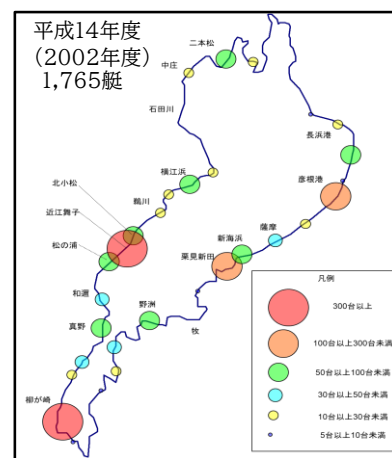 平成14年度
(2002年度)
1,765艇
二本松
中庄
石田川
長浜港
北小松
横江浜
彦根港
近江舞子
鵜川
松の浦
新海浜
薩摩
栗見新田
和邇
野洲
真野
牧
柳が崎
凡例
300台以上
100台以上300台未満
50台以上100台未満
30台以上50台未満
10台以上30台未満
5台以上10台未満